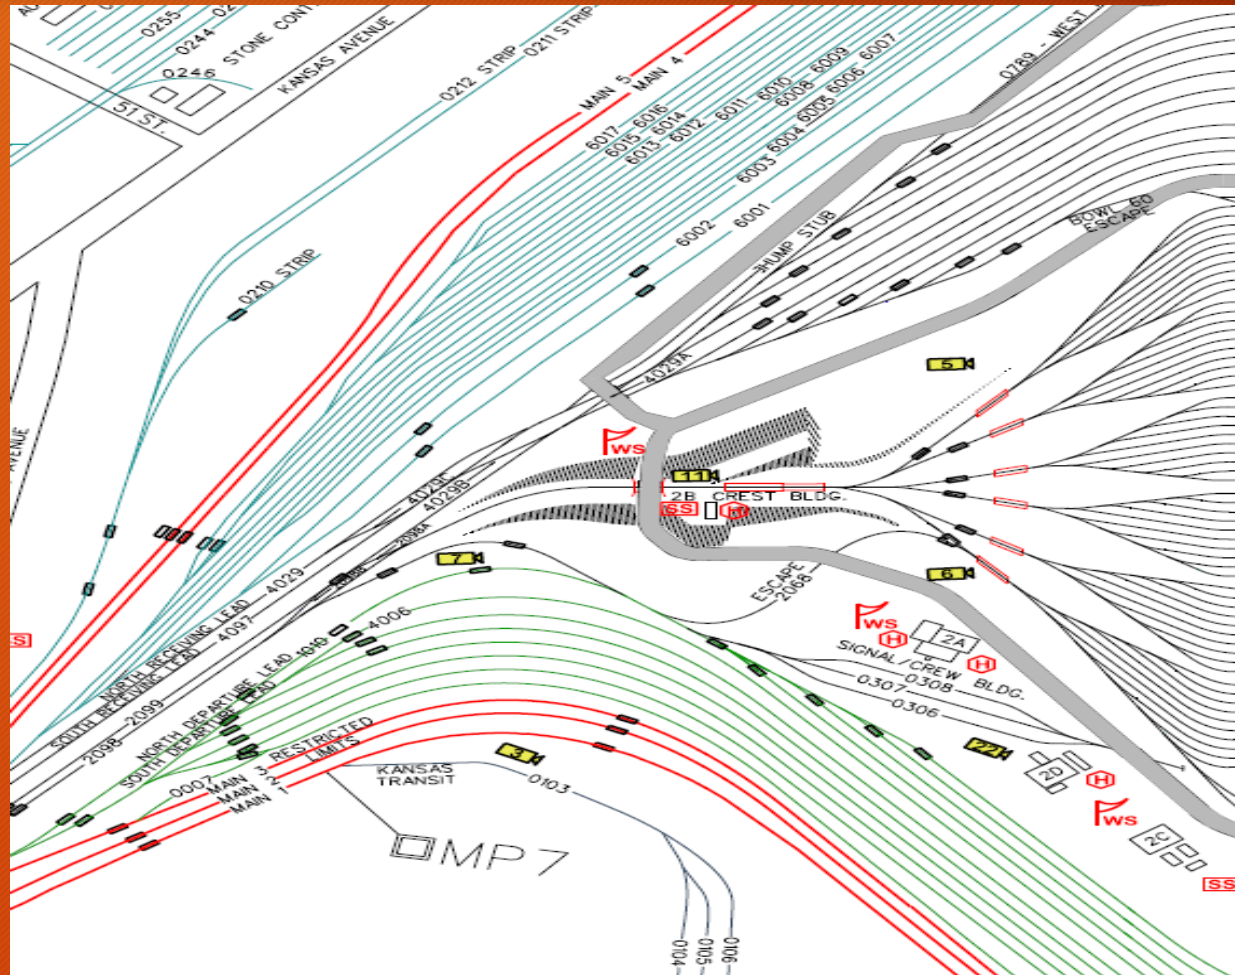 0255
0244
0246
STONE CONT
KANSAS AVENUE
51 ST.
0212 STRIP
0211 STRIP
MAIN 5
MAIN 4
6017
6016
6015
6014
6013
6012
6011
6010
6009
6008
6007
6006
6005
6004
6003
6002
6001
0789 - WEST
0210 STRIP
HUMP STUB
BOWL 60
ESCAPE
AVENUE
4029A
5
WS
11
2B CREST BLDG.
SS
H
4029C
4029B
2098A
7
6
ESCAPE
2068
WS
H
2A
H
SIGNAL/CREW BLDG.
0308
0307
0306
NORTH RECEIVING LEAD
4029
SOUTH RECEIVING LEAD
4097
2099
2098
NORTH DEPARTURE LEAD
1010
4006
SOUTH DEPARTURE LEAD
0007
MAIN 3
MAIN 2
MAIN 1
RESTRICTED
LIMITS
3
22
KANSAS
TRANSIT
0103
2D
H
WS
2C
SS
MP 7
0104
0105
0106